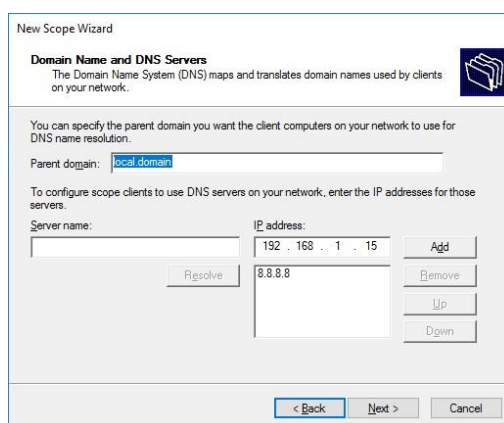 New Scope Wizard
Domain Name and DNS Servers
The Domain Name System (DNS) maps and translates domain names used by clients
on your network.
You can specify the parent domain you want the client computers on your network to use for
DNS name resolution.
Parent domain: local.domain
To configure scope clients to use DNS servers on your network, enter the IP addresses for those
servers.
Server name: IP address:
192 . 168 . 1 . 15 Add
Resolve 8.8.8.8 Remove
Up
Down
< Back Next > Cancel